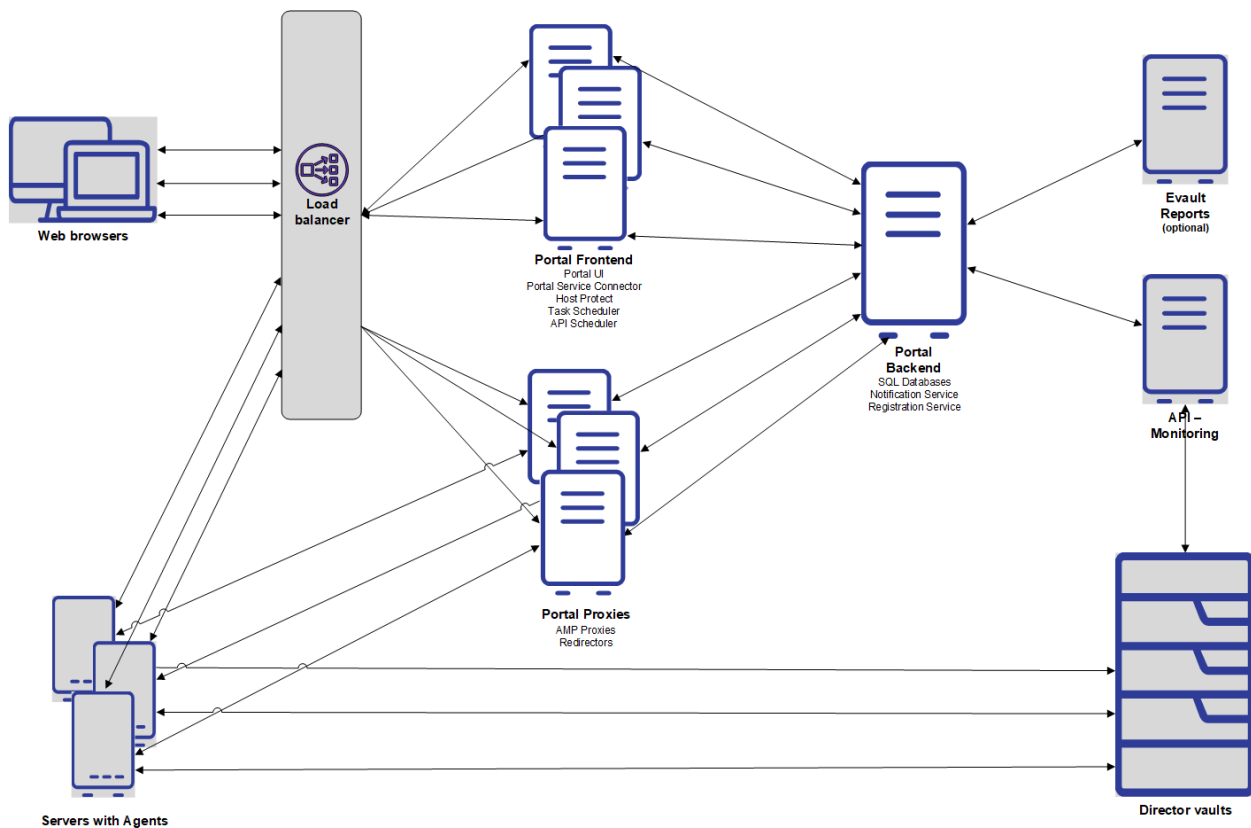 Web browsers
Load
balancer
Portal Frontend
Portal UI
Portal Service Connector
Host Protect
Task Scheduler
API Scheduler
Portal
Backend
SQL Databases
Notification Service
Registration Service
Evault
Reports
(optional)
API –
Monitoring
Portal Proxies
AMP Proxies
Redirectors
Servers with Agents
Director vaults